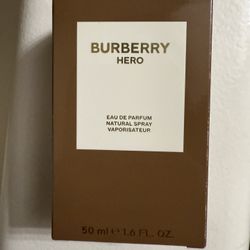 BURBERRY
HERO
EAU DE PARFUM
NATURAL SPRAY
VAPORISATEUR
50 ml ℮ 1.6 FL. OZ.